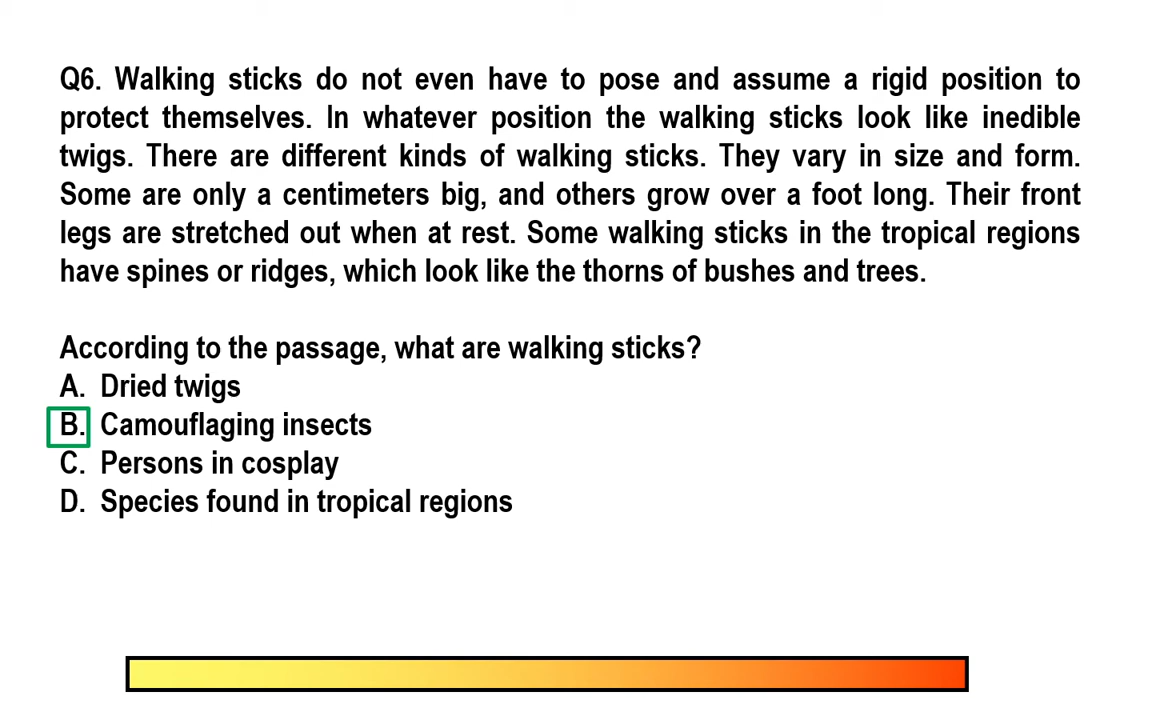 Q6. Walking sticks do not even have to pose and assume a rigid position to
protect themselves. In whatever position the walking sticks look like inedible
twigs. There are different kinds of walking sticks. They vary in size and form.
Some are only a centimeters big, and others grow over a foot long. Their front
legs are stretched out when at rest. Some walking sticks in the tropical regions
have spines or ridges, which look like the thorns of bushes and trees.
According to the passage, what are walking sticks?
A. Dried twigs
B. Camouflaging insects
C. Persons in cosplay
D. Species found in tropical regions